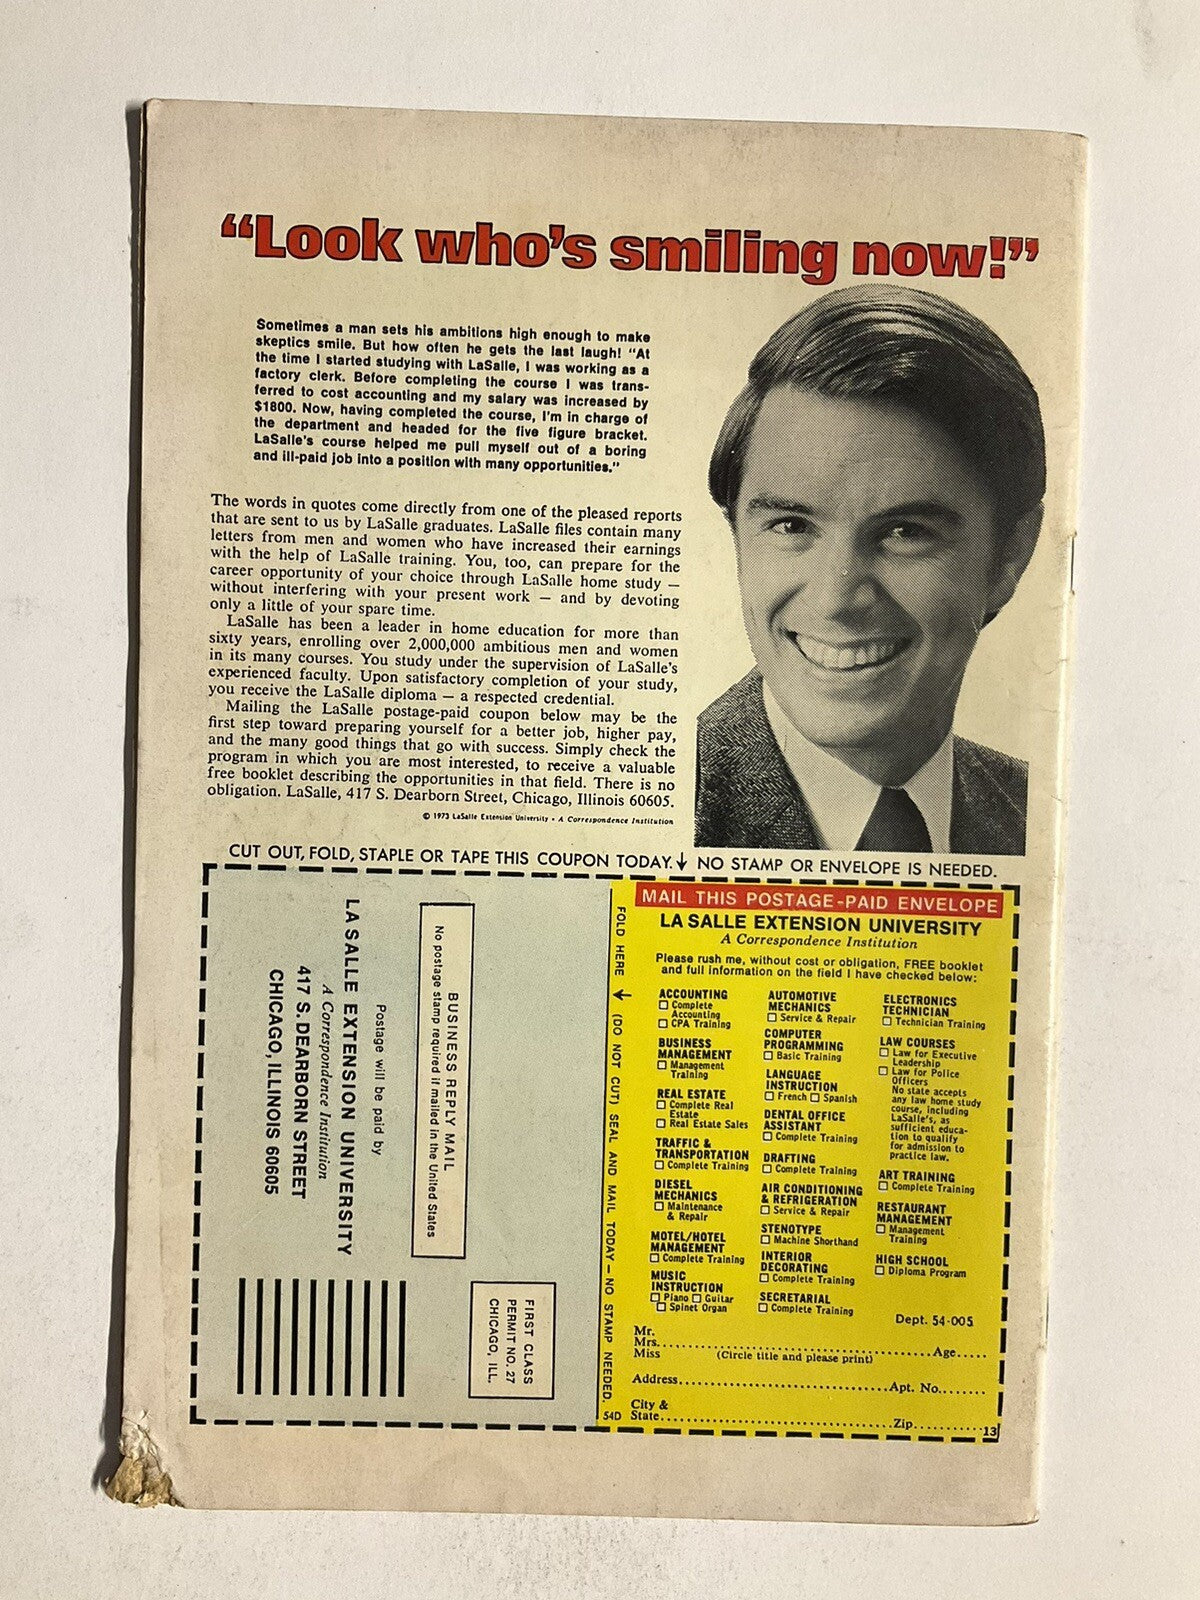 “Look who’s smiling now!”
Sometimes a man sets his ambitions high enough to make
skeptics smile. But how often he gets the last laugh! "At
the time I started studying with LaSalle, I was working as a
factory clerk. Before completing the course I was trans-
ferred to cost accounting and my salary was increased by
$1800. Now, having completed the course, I'm in charge of
the department and headed for the five figure bracket.
LaSalle's course helped me pull myself out of a boring
and ill-paid job into a position with many opportunities."
The words in quotes come directly from one of the pleased reports
that are sent to us by LaSalle graduates. LaSalle files contain many
letters from men and women who have increased their earnings
with the help of LaSalle training. You, too, can prepare for the
career opportunity of your choice through LaSalle home study —
without interfering with your present work — and by devoting
only a little of your spare time.
LaSalle has been a leader in home education for more than
sixty years, enrolling over 2,000,000 ambitious men and women
in its many courses. You study under the supervision of LaSalle's
experienced faculty. Upon satisfactory completion of your study,
you receive the LaSalle diploma — a respected credential.
Mailing the LaSalle postage-paid coupon below may be the
first step toward preparing yourself for a better job, higher pay,
and the many good things that go with success. Simply check the
program in which you are most interested, to receive a valuable
free booklet describing the opportunities in that field. There is no
obligation. LaSalle, 417 S. Dearborn Street, Chicago, Illinois 60605.
© 1973 LaSalle Extension University • A Correspondence Institution
CUT OUT, FOLD, STAPLE OR TAPE THIS COUPON TODAY. ↓ NO STAMP OR ENVELOPE IS NEEDED.
BUSINESS REPLY MAIL
No postage stamp required if mailed in the United States
Postage will be paid by
LA SALLE EXTENSION UNIVERSITY
A Correspondence Institution
417 S. DEARBORN STREET
CHICAGO, ILLINOIS 60605
FIRST CLASS
PERMIT NO. 27
CHICAGO, ILL.
FOLD HERE ↓ (DO NOT CUT) SEAL AND MAIL TODAY — NO STAMP NEEDED.
54D
MAIL THIS POSTAGE-PAID ENVELOPE
LA SALLE EXTENSION UNIVERSITY
A Correspondence Institution
Please rush me, without cost or obligation, FREE booklet
and full information on the field I have checked below:
ACCOUNTING
☐ Complete
Accounting
☐ CPA Training
BUSINESS
MANAGEMENT
☐ Management
Training
REAL ESTATE
☐ Complete Real
Estate
☐ Real Estate Sales
TRAFFIC &
TRANSPORTATION
☐ Complete Training
DIESEL
MECHANICS
☐ Maintenance
& Repair
MOTEL/HOTEL
MANAGEMENT
☐ Complete Training
MUSIC
INSTRUCTION
☐ Piano ☐ Guitar
☐ Spinet Organ
AUTOMOTIVE
MECHANICS
☐ Service & Repair
COMPUTER
PROGRAMMING
☐ Basic Training
LANGUAGE
INSTRUCTION
☐ French ☐ Spanish
DENTAL OFFICE
ASSISTANT
☐ Complete Training
DRAFTING
☐ Complete Training
AIR CONDITIONING
& REFRIGERATION
☐ Service & Repair
STENOTYPE
☐ Machine Shorthand
INTERIOR
DECORATING
☐ Complete Training
SECRETARIAL
☐ Complete Training
ELECTRONICS
TECHNICIAN
☐ Technician Training
LAW COURSES
☐ Law for Executive
Leadership
☐ Law for Police
Officers
No state accepts
any law home study
course, including
LaSalle's, as
sufficient educa-
tion to qualify
for admission to
practice law.
ART TRAINING
☐ Complete Training
RESTAURANT
MANAGEMENT
☐ Management
Training
HIGH SCHOOL
☐ Diploma Program
Dept. 54-005
Mr.
Mrs. Age
Miss (Circle title and please print)
Address Apt. No.
City &
State Zip
13